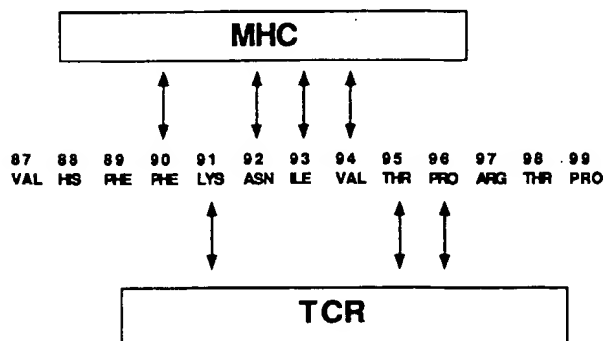 MHC
87 88 89 90 91 92 93 94 95 96 97 98 99
VAL HIS PHE PHE LYS ASN ILE VAL THR PRO ARG THR PRO
TCR